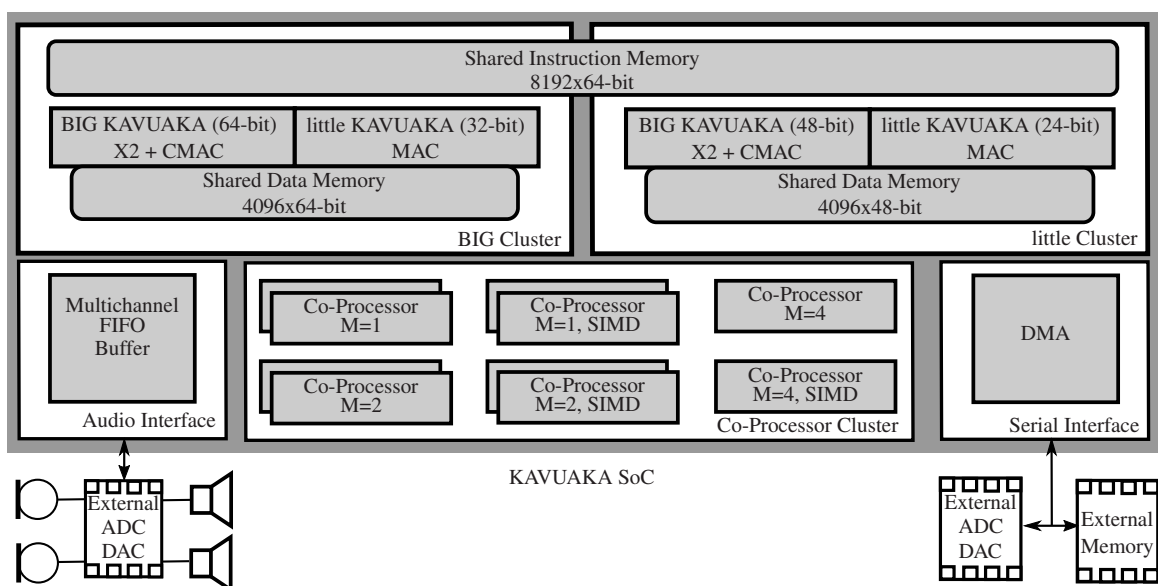 Shared Instruction Memory
8192x64-bit
BIG KAVUAKA (64-bit)
X2 + CMAC
little KAVUAKA (32-bit)
MAC
BIG KAVUAKA (48-bit)
X2 + CMAC
little KAVUAKA (24-bit)
MAC
Shared Data Memory
4096x64-bit
Shared Data Memory
4096x48-bit
BIG Cluster
little Cluster
Multichannel
FIFO
Buffer
Audio Interface
Co-Processor
M=1
Co-Processor
M=1, SIMD
Co-Processor
M=4
Co-Processor
M=2
Co-Processor
M=2, SIMD
Co-Processor
M=4, SIMD
Co-Processor Cluster
DMA
Serial Interface
KAVUAKA SoC
External
ADC
DAC
External
ADC
DAC
External
Memory